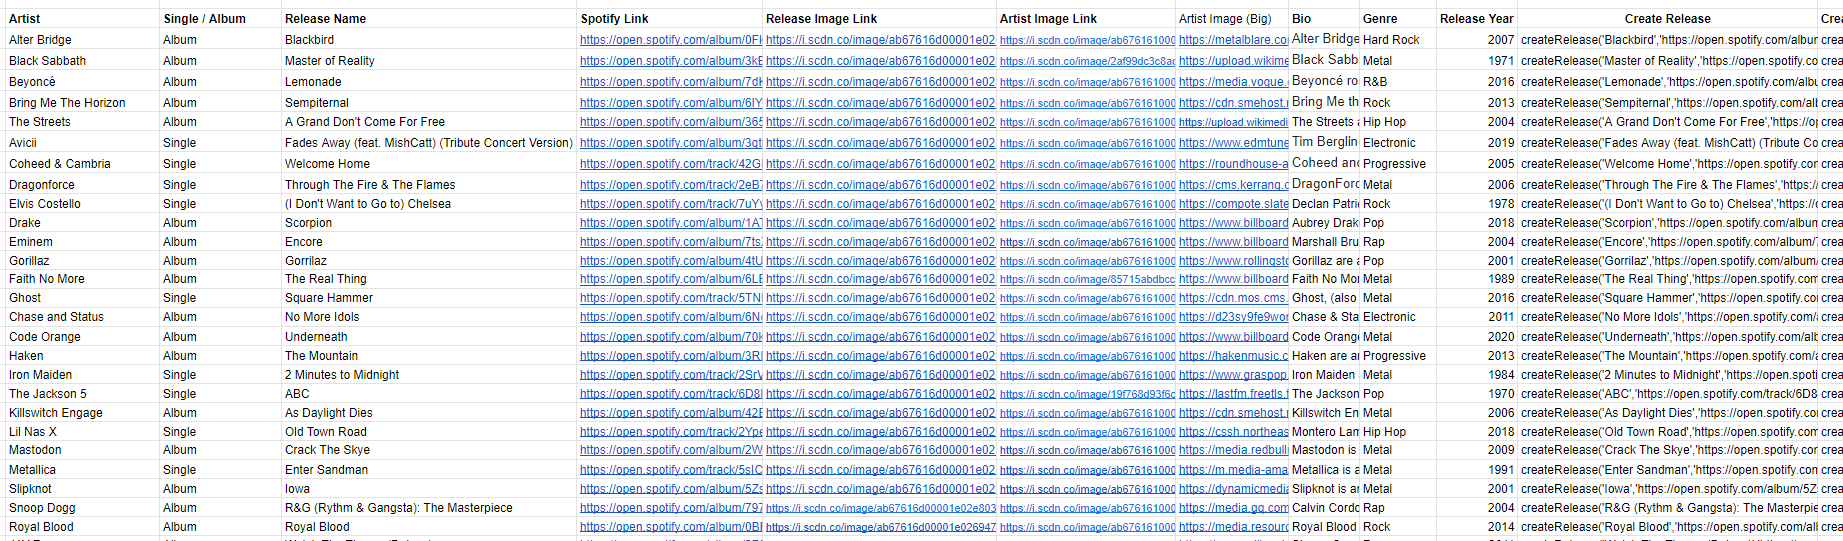 Artist Single / Album Release Name Spotify Link Release Image Link Artist Image Link Artist Image (Big) Bio Genre Release Year Create Release Crea
Alter Bridge Album Blackbird https://open.spotify.com/album/0Fl https://i.scdn.co/image/ab67616d00001e02 https://i.scdn.co/image/ab676161000 https://metalblare.co Alter Bridge Hard Rock 2007 createRelease('Blackbird','https://open.spotify.com/albur crea
Black Sabbath Album Master of Reality https://open.spotify.com/album/3kE https://i.scdn.co/image/ab67616d00001e02 https://i.scdn.co/image/2af99dc3c8ac https://upload.wikime Black Sabb Metal 1971 createRelease('Master of Reality','https://open.spotify.co crea
Beyoncé Album Lemonade https://open.spotify.com/album/7dK https://i.scdn.co/image/ab67616d00001e02 https://i.scdn.co/image/ab676161000 https://media.vogue. Beyoncé ro R&B 2016 createRelease('Lemonade','https://open.spotify.com/albu crea
Bring Me The Horizon Album Sempiternal https://open.spotify.com/album/6IY https://i.scdn.co/image/ab67616d00001e02 https://i.scdn.co/image/ab676161000 https://cdn.smehost.r Bring Me th Rock 2013 createRelease('Sempiternal','https://open.spotify.com/alb crea
The Streets Album A Grand Don't Come For Free https://open.spotify.com/album/365 https://i.scdn.co/image/ab67616d00001e02 https://i.scdn.co/image/ab676161000 https://upload.wikimedi The Streets a Hip Hop 2004 createRelease('A Grand Don't Come For Free','https://op crea
Avicii Single Fades Away (feat. MishCatt) (Tribute Concert Version) https://open.spotify.com/album/3qt https://i.scdn.co/image/ab67616d00001e02 https://i.scdn.co/image/ab676161000 https://www.edmtune Tim Berglin Electronic 2019 createRelease('Fades Away (feat. MishCatt) (Tribute Co crea
Coheed & Cambria Single Welcome Home https://open.spotify.com/track/42G https://i.scdn.co/image/ab67616d00001e02 https://i.scdn.co/image/ab676161000 https://roundhouse-a Coheed and Progressive 2005 createRelease('Welcome Home','https://open.spotify.con crea
Dragonforce Single Through The Fire & The Flames https://open.spotify.com/track/2eB https://i.scdn.co/image/ab67616d00001e02 https://i.scdn.co/image/ab676161000 https://cms.kerrang.c DragonForc Metal 2006 createRelease('Through The Fire & The Flames','https:/ crea
Elvis Costello Single (I Don't Want to Go to) Chelsea https://open.spotify.com/track/7uY https://i.scdn.co/image/ab67616d00001e02 https://i.scdn.co/image/ab676161000 https://compote.slate Declan Patri Rock 1978 createRelease('(I Don't Want to Go to) Chelsea','https:/ crea
Drake Album Scorpion https://open.spotify.com/album/1A https://i.scdn.co/image/ab67616d00001e02 https://i.scdn.co/image/ab676161000 https://www.billboard Aubrey Drak Pop 2018 createRelease('Scorpion','https://open.spotify.com/album crea
Eminem Album Encore https://open.spotify.com/album/7ts https://i.scdn.co/image/ab67616d00001e02 https://i.scdn.co/image/ab676161000 https://www.billboard Marshall Bru Rap 2004 createRelease('Encore','https://open.spotify.com/album/ crea
Gorillaz Album Gorrilaz https://open.spotify.com/album/4tU https://i.scdn.co/image/ab67616d00001e02 https://i.scdn.co/image/ab676161000 https://www.rollingst Gorillaz are Pop 2001 createRelease('Gorrilaz','https://open.spotify.com/album/ crea
Faith No More Album The Real Thing https://open.spotify.com/album/6LE https://i.scdn.co/image/ab67616d00001e02 https://i.scdn.co/image/85715abdbcc https://www.billboard Faith No Mo Metal 1989 createRelease('The Real Thing','https://open.spotify.com crea
Ghost Single Square Hammer https://open.spotify.com/track/5TN https://i.scdn.co/image/ab67616d00001e02 https://i.scdn.co/image/ab676161000 https://cdn.mos.cms. Ghost, (also Metal 2016 createRelease('Square Hammer','https://open.spotify.co crea
Chase and Status Album No More Idols https://open.spotify.com/album/6N https://i.scdn.co/image/ab67616d00001e02 https://i.scdn.co/image/ab676161000 https://d23sy9fe9wor Chase & Sta Electronic 2011 createRelease('No More Idols','https://open.spotify.com/ crea
Code Orange Album Underneath https://open.spotify.com/album/70k https://i.scdn.co/image/ab67616d00001e02 https://i.scdn.co/image/ab676161000 https://www.billboard Code Orang Metal 2020 createRelease('Underneath','https://open.spotify.com/alb crea
Haken Album The Mountain https://open.spotify.com/album/3R https://i.scdn.co/image/ab67616d00001e02 https://i.scdn.co/image/ab676161000 https://hakenmusic.c Haken are a Progressive 2013 createRelease('The Mountain','https://open.spotify.com/a crea
Iron Maiden Single 2 Minutes to Midnight https://open.spotify.com/track/2Sr https://i.scdn.co/image/ab67616d00001e02 https://i.scdn.co/image/ab676161000 https://www.graspop Iron Maiden Metal 1984 createRelease('2 Minutes to Midnight','https://open.spoti crea
The Jackson 5 Single ABC https://open.spotify.com/track/6D8 https://i.scdn.co/image/ab67616d00001e02 https://i.scdn.co/image/19f768d93f6c https://lastfm.freetls.f The Jackson Pop 1970 createRelease('ABC','https://open.spotify.com/track/6D8 crea
Killswitch Engage Album As Daylight Dies https://open.spotify.com/album/42E https://i.scdn.co/image/ab67616d00001e02 https://i.scdn.co/image/ab676161000 https://cdn.smehost.r Killswitch En Metal 2006 createRelease('As Daylight Dies','https://open.spotify.co crea
Lil Nas X Single Old Town Road https://open.spotify.com/track/2Ype https://i.scdn.co/image/ab67616d00001e02 https://i.scdn.co/image/ab676161000 https://cssh.northeas Montero Lam Hip Hop 2018 createRelease('Old Town Road','https://open.spotify.com crea
Mastodon Album Crack The Skye https://open.spotify.com/album/2W https://i.scdn.co/image/ab67616d00001e02 https://i.scdn.co/image/ab676161000 https://media.redbull Mastodon is Metal 2009 createRelease('Crack The Skye','https://open.spotify.com crea
Metallica Single Enter Sandman https://open.spotify.com/track/5sIC https://i.scdn.co/image/ab67616d00001e02 https://i.scdn.co/image/ab676161000 https://m.media-ama Metallica is a Metal 1991 createRelease('Enter Sandman','https://open.spotify.com crea
Slipknot Album Iowa https://open.spotify.com/album/5Zs https://i.scdn.co/image/ab67616d00001e02 https://i.scdn.co/image/ab676161000 https://dynamicmedia Slipknot is ar Metal 2001 createRelease('Iowa','https://open.spotify.com/album/5Z crea
Snoop Dogg Album R&G (Rythm & Gangsta): The Masterpiece https://open.spotify.com/album/797 https://i.scdn.co/image/ab67616d00001e02e803 https://i.scdn.co/image/ab676161000 https://media.gq.com Calvin Cordo Rap 2004 createRelease('R&G (Rythm & Gangsta): The Masterpie crea
Royal Blood Album Royal Blood https://open.spotify.com/album/0B https://i.scdn.co/image/ab67616d00001e026947 https://i.scdn.co/image/ab676161000 https://media.resour Royal Blood Rock 2014 createRelease('Royal Blood','https://open.spotify.com/al crea